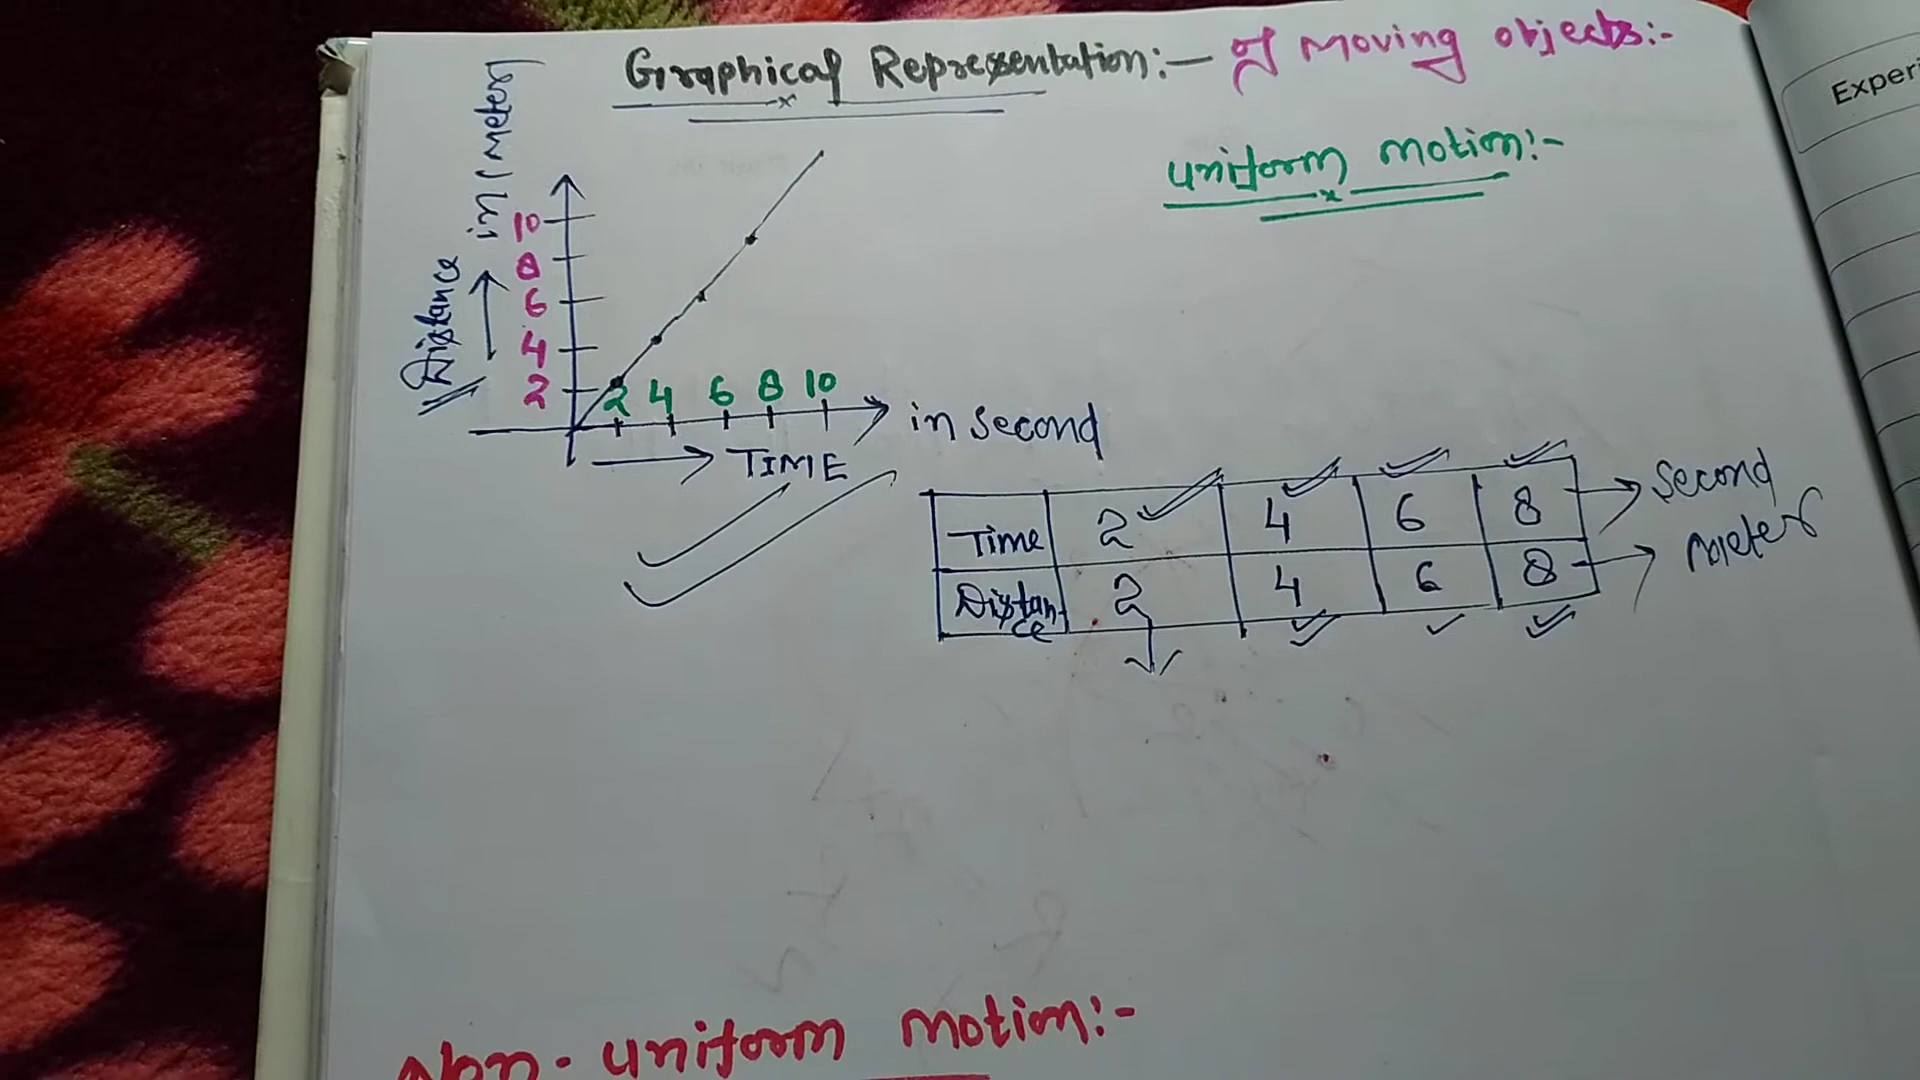 Graphical Representation:- of moving objects:-
Experi
uniform motion:-
Distance
in meter
10
8
6
4
2
2 4 6 8 10
in second
TIME
Time 2 4 6 8 second
Distance 2 4 6 8 meter
Non-uniform motion:-